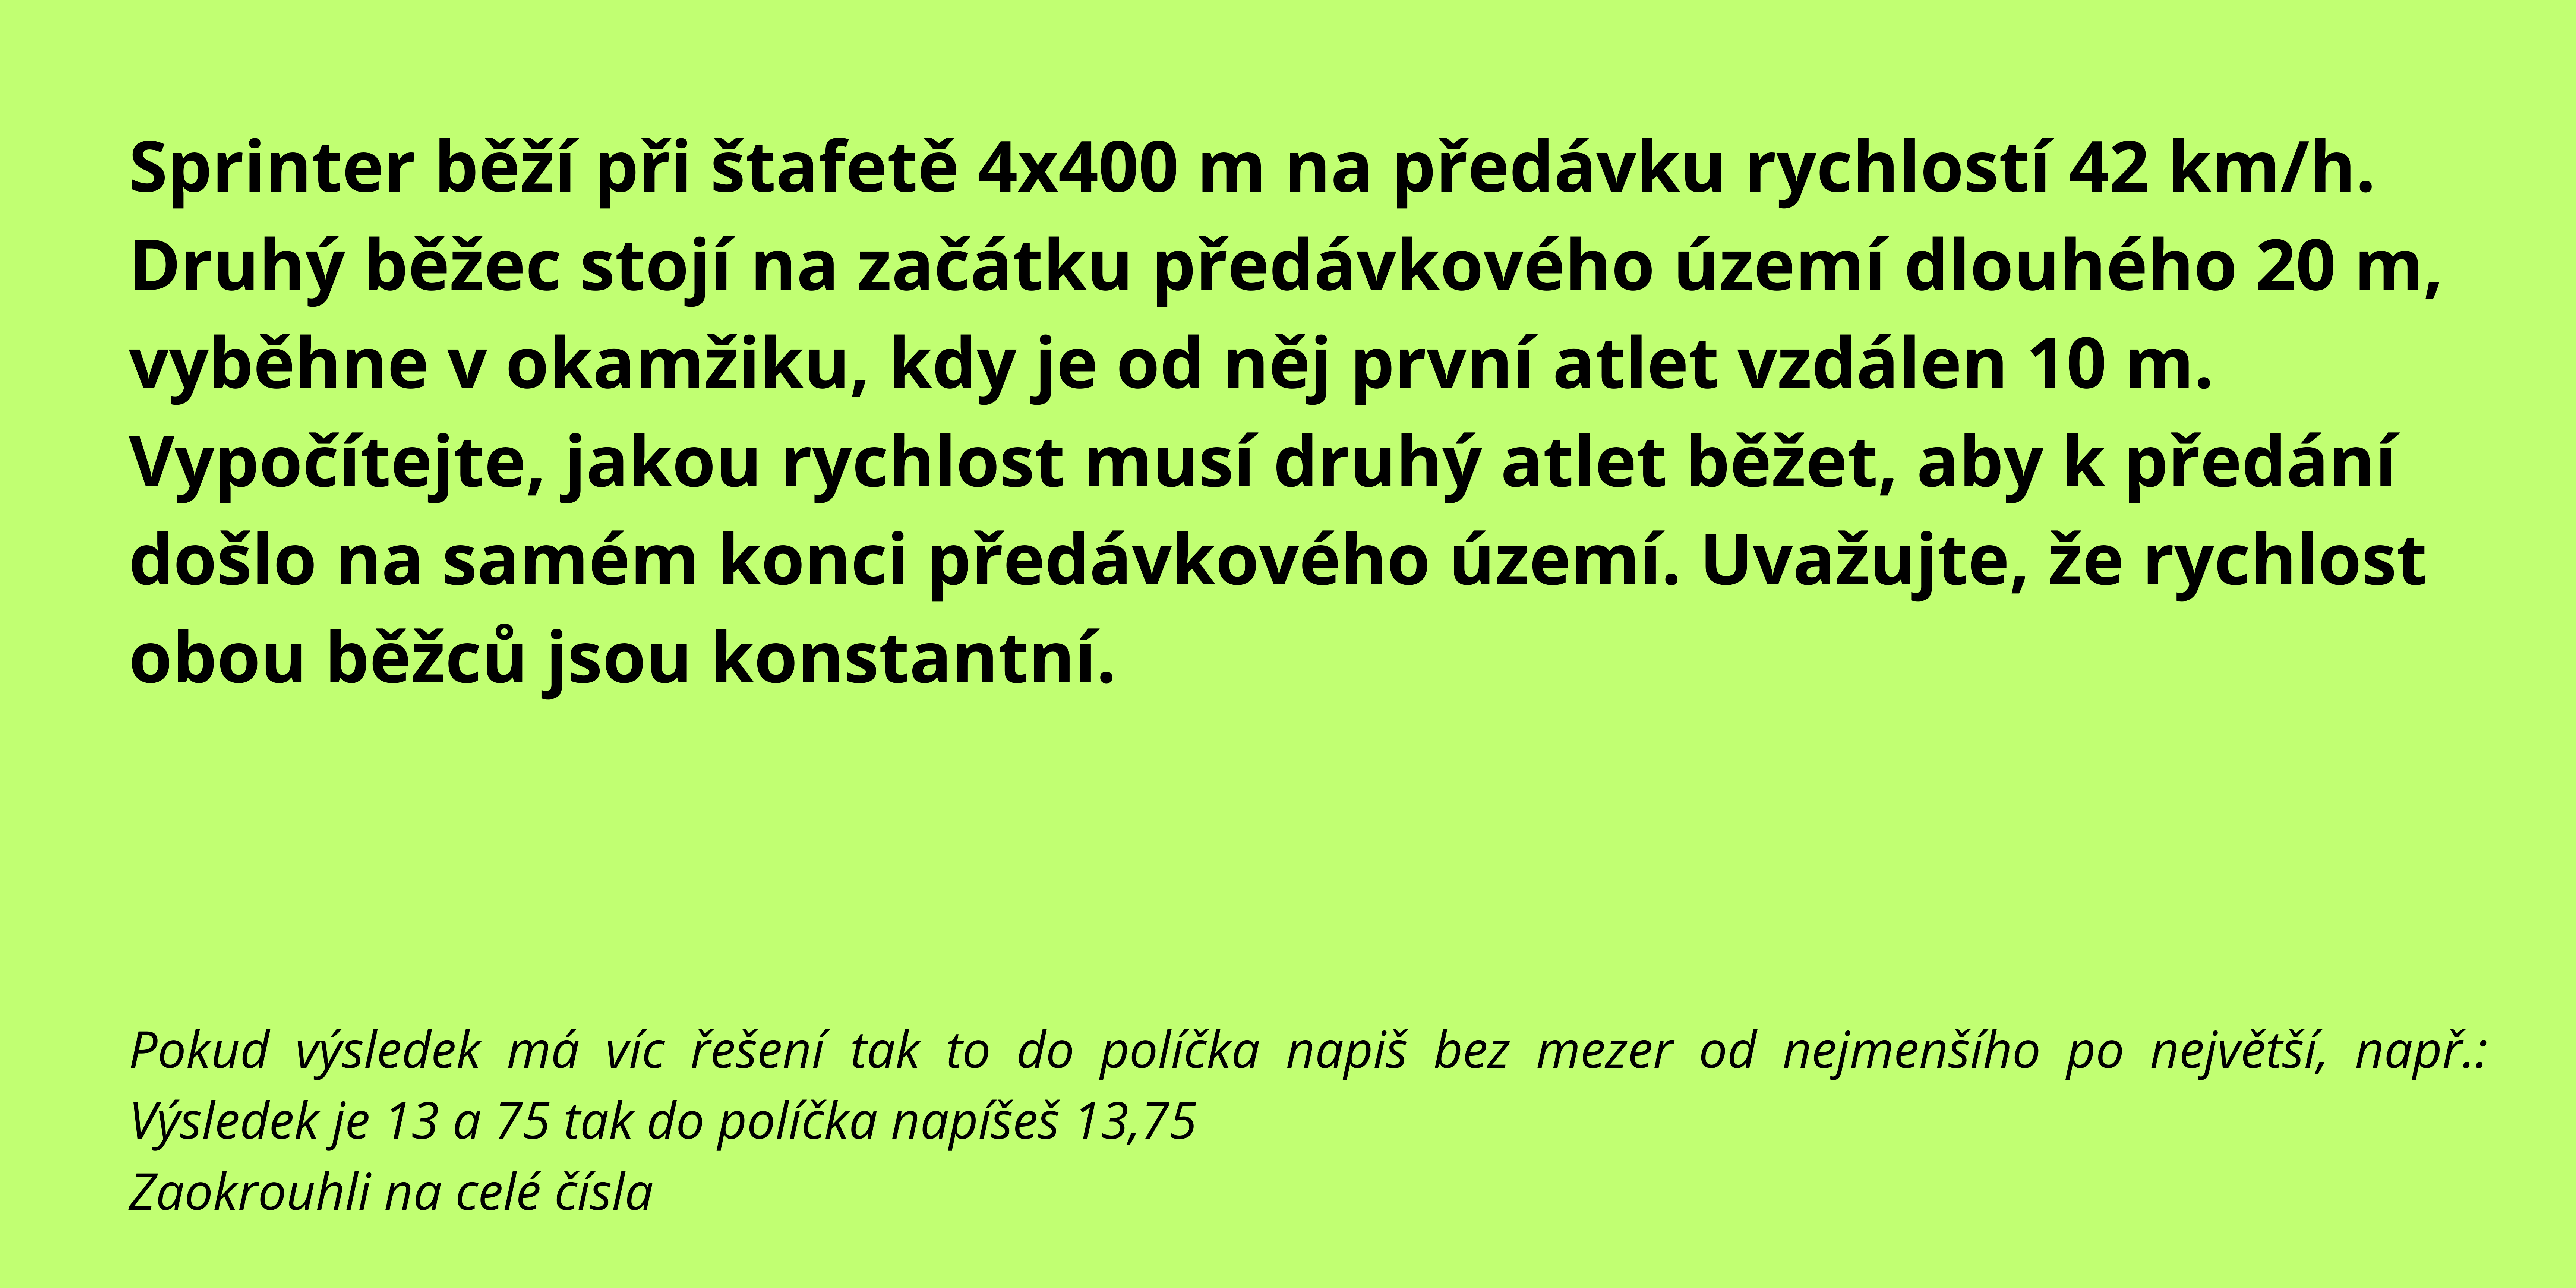 Sprinter běží při štafetě 4x400 m na předávku rychlostí 42 km/h.
Druhý běžec stojí na začátku předávkového území dlouhého 20 m,
vyběhne v okamžiku, kdy je od něj první atlet vzdálen 10 m.
Vypočítejte, jakou rychlost musí druhý atlet běžet, aby k předání
došlo na samém konci předávkového území. Uvažujte, že rychlost
obou běžců jsou konstantní.
Pokud výsledek má víc řešení tak to do políčka napiš bez mezer od nejmenšího po největší, např.:
Výsledek je 13 a 75 tak do políčka napíšeš 13,75
Zaokrouhli na celé čísla